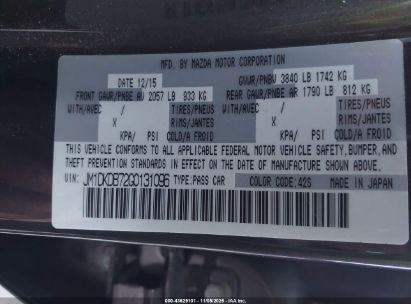 MFD. BY MAZDA MOTOR CORPORATION
DATE 12/15 GVWR/PNBV 3840 LB 1742 KG
FRONT GAWR/PNBE AV 2057 LB 933 KG REAR GAWR/PNBE AR 1790 LB 812 KG
WITH/AVEC / TIRES/PNEUS WITH/AVEC / TIRES/PNEUS
X RIMS/JANTES X RIMS/JANTES
KPA/ PSI COLD/A FROID KPA/ PSI COLD/A FROID
THIS VEHICLE CONFORMS TO ALL APPLICABLE FEDERAL MOTOR VEHICLE SAFETY, BUMPER, AND
THEFT PREVENTION STANDARDS IN EFFECT ON THE DATE OF MANUFACTURE SHOWN ABOVE.
VIN: JM1DKDB72G0131096 TYPE:PASS CAR COLOR CODE:42S MADE IN JAPAN